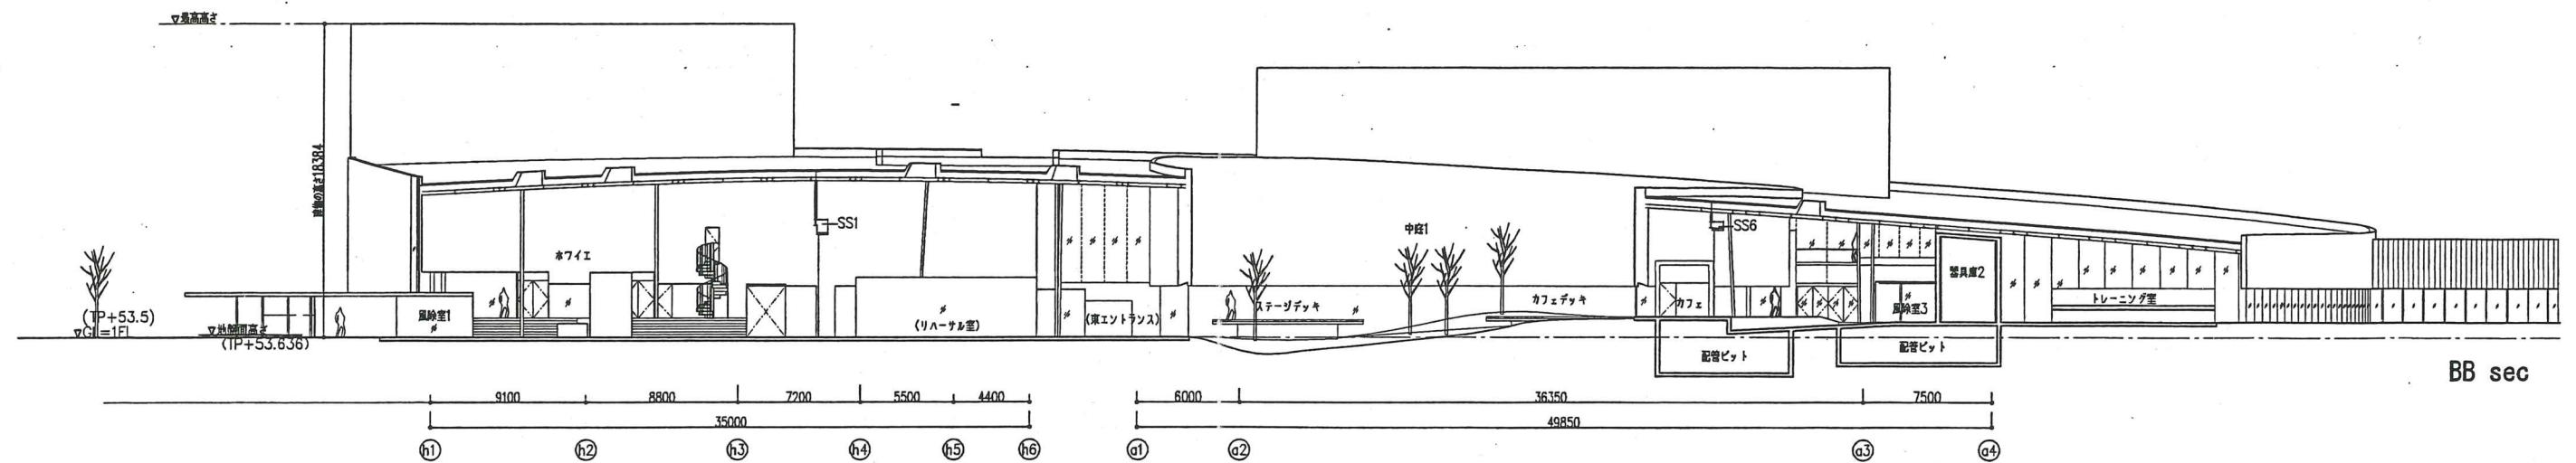 ▽最高高さ
建物の高さ18384
SS1
ホワイエ
中庭1
SS6
器具庫2
(TP+53.5)
▽GL=1FL
▽地盤面高さ
(TP+53.636)
風除室1
(リハーサル室)
(東エントランス)
ステージデッキ
カフェデッキ
カフェ
風除室3
トレーニング室
配管ピット
配管ピット
BB sec
9100 8800 7200 5500 4400 6000 36350 7500
35000 49850
h1 h2 h3 h4 h5 h6 a1 a2 a3 a4